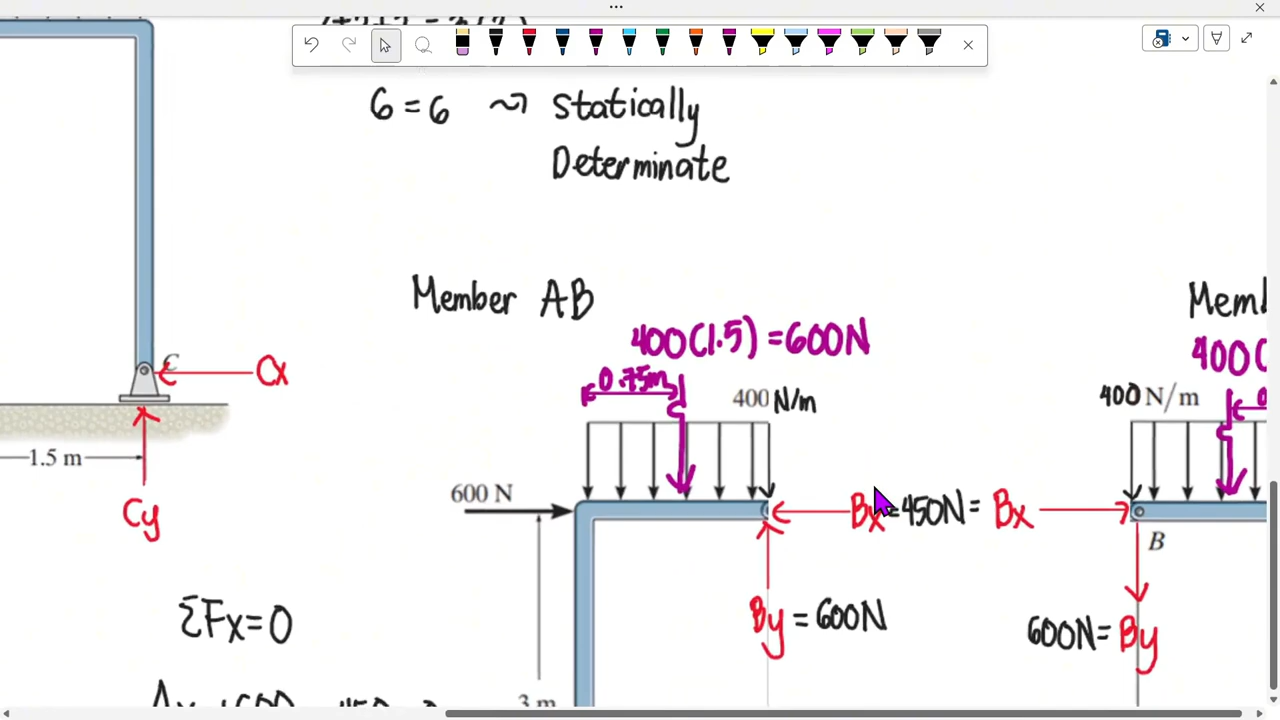 6 = 6 ⇝ Statically
Determinate
Member AB
400(1.5) = 600N
400(
0.75m
400 N/m
400 N/m
C
Cx
1.5 m
Cy
600 N
Bx = 450N = Bx
B
ΣFx=0
By = 600N
600N = By
3 m